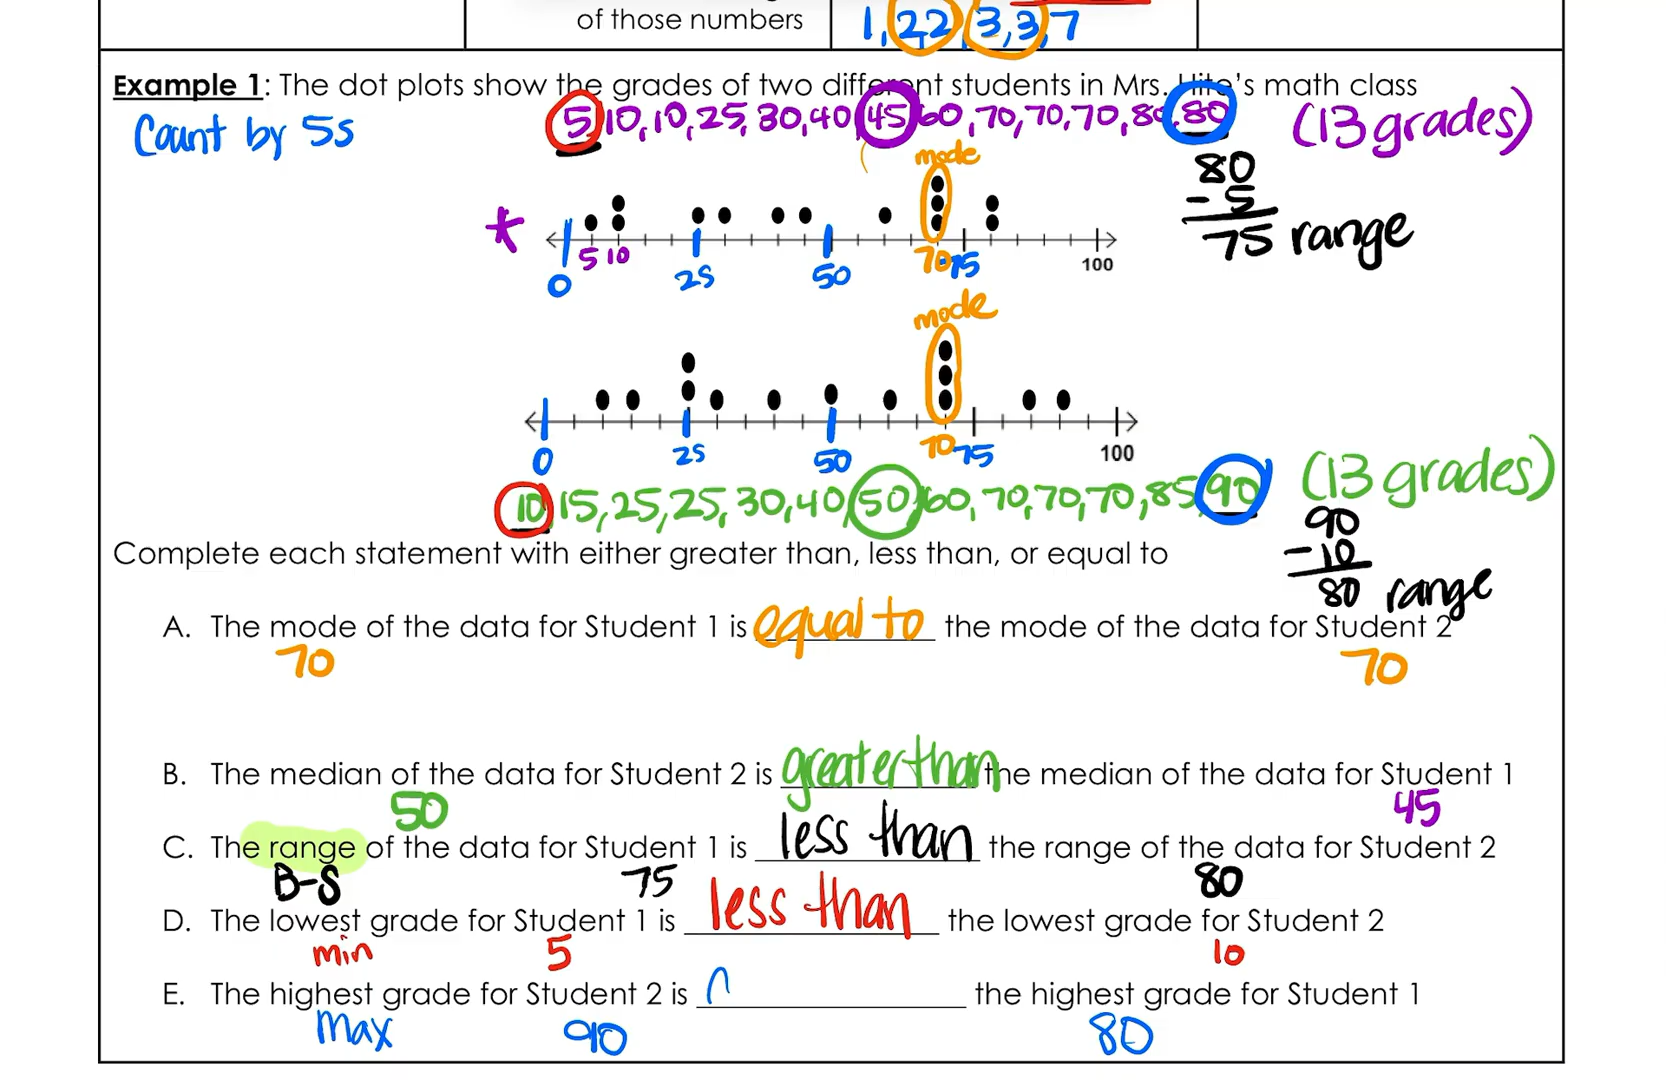 of those numbers
1, 2 2, 3, 3, 7
Example 1: The dot plots show the grades of two different students in Mrs. Hite's math class
Count by 5s
5, 10, 10, 25, 30, 40, 45, 60, 70, 70, 70, 80, 80
(13 grades)
mode
80
- 5
75 range
0 5 10 25 50 70 75 100
mode
0 25 50 70 75 100
10, 15, 25, 25, 30, 40, 50, 60, 70, 70, 70, 85, 90
(13 grades)
90
- 10
80 range
Complete each statement with either greater than, less than, or equal to
A. The mode of the data for Student 1 is equal to the mode of the data for Student 2
70 70
B. The median of the data for Student 2 is greater than the median of the data for Student 1
50 45
C. The range of the data for Student 1 is less than the range of the data for Student 2
B-S 75 80
D. The lowest grade for Student 1 is less than the lowest grade for Student 2
min 5 10
E. The highest grade for Student 2 is the highest grade for Student 1
max 90 80